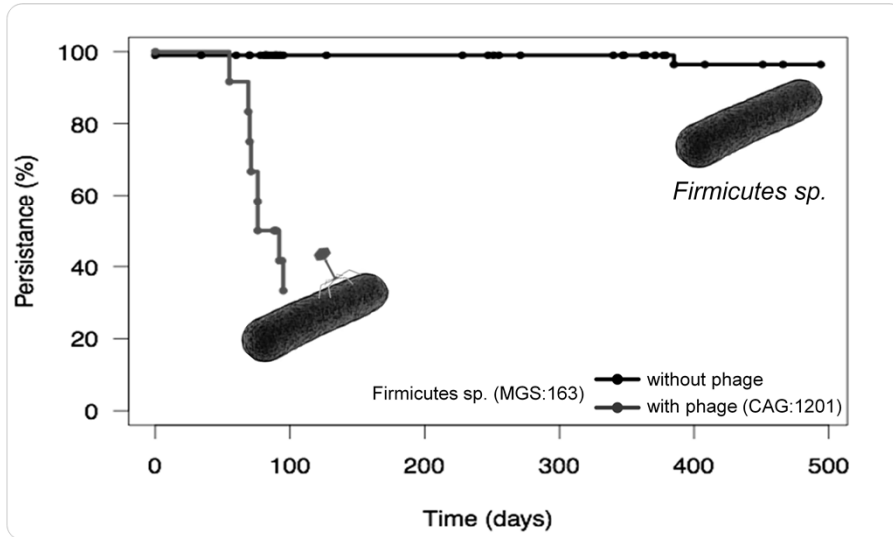 100
80
60
40
20
0
Persistance (%)
Firmicutes sp.
Firmicutes sp. (MGS:163)
without phage
with phage (CAG:1201)
0 100 200 300 400 500
Time (days)